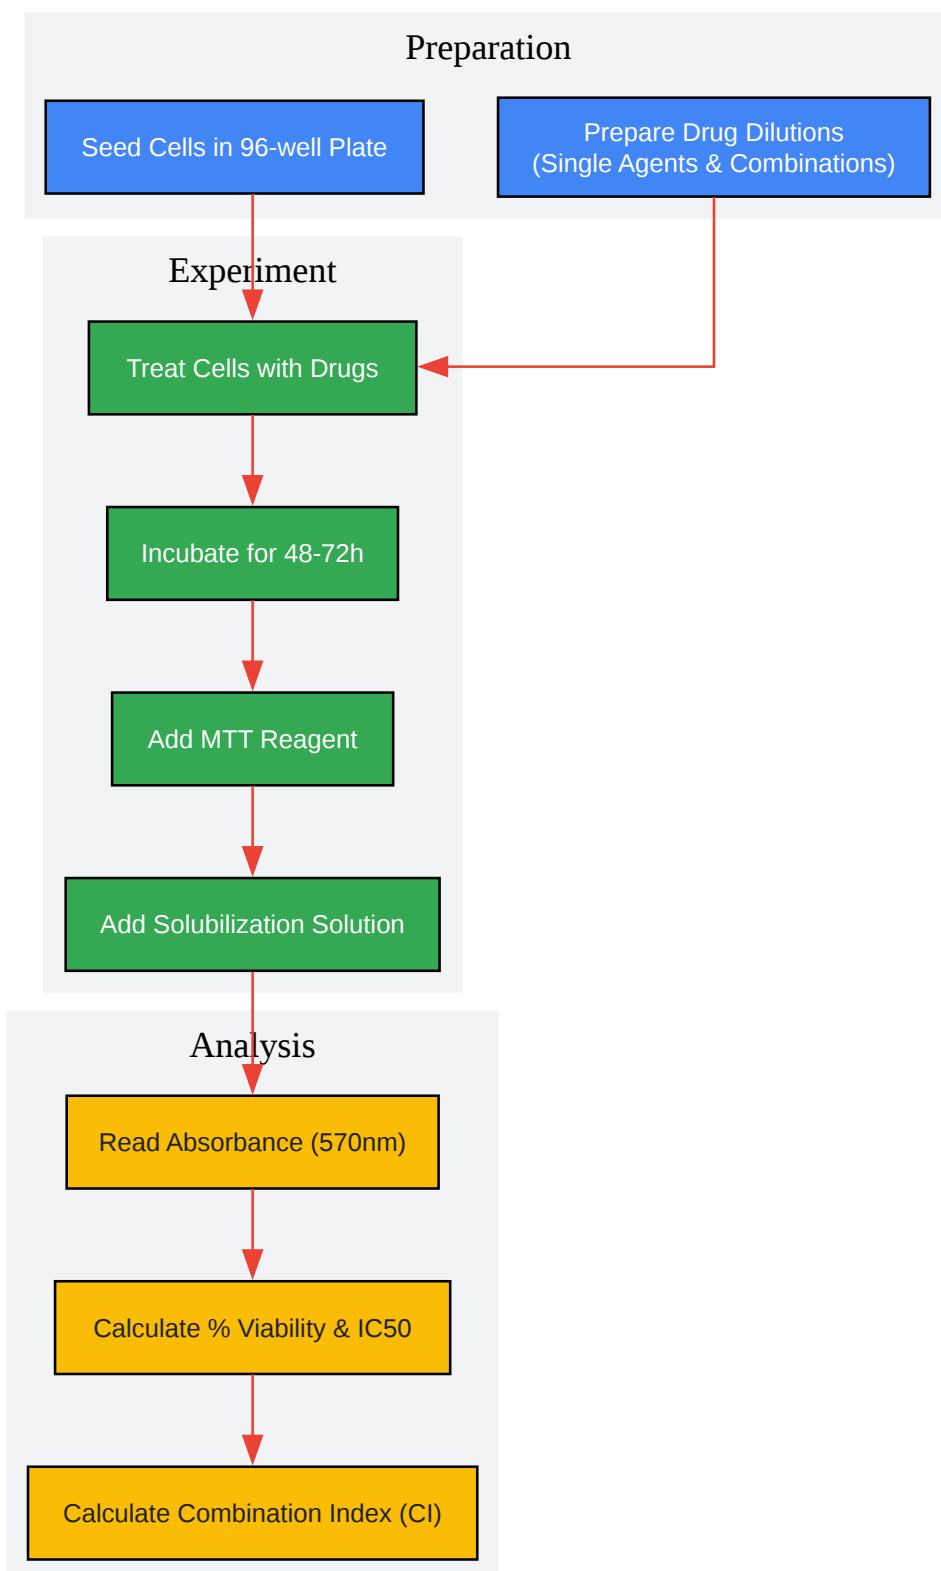 Preparation
Seed Cells in 96-well Plate
Prepare Drug Dilutions
(Single Agents & Combinations)
Experiment
Treat Cells with Drugs
Incubate for 48-72h
Add MTT Reagent
Add Solubilization Solution
Analysis
Read Absorbance (570nm)
Calculate % Viability & IC50
Calculate Combination Index (CI)